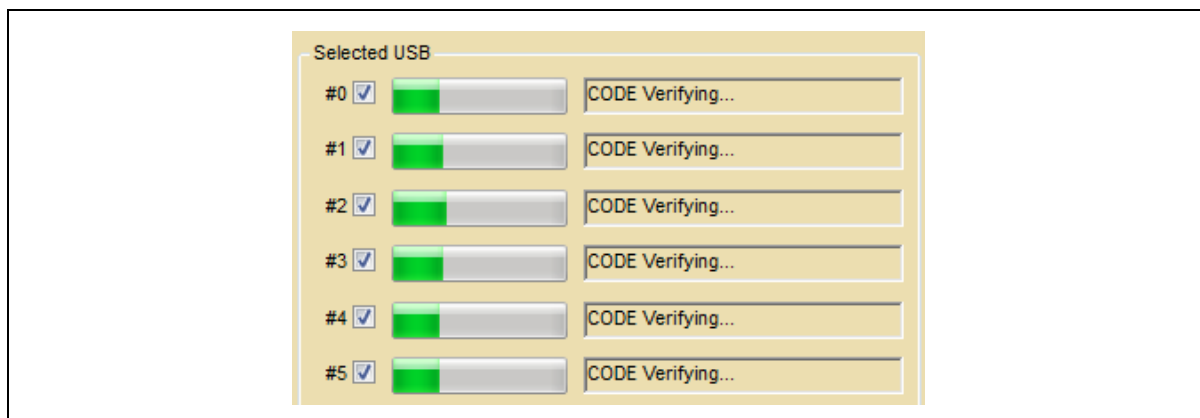 Selected USB
#0 CODE Verifying...
#1 CODE Verifying...
#2 CODE Verifying...
#3 CODE Verifying...
#4 CODE Verifying...
#5 CODE Verifying...